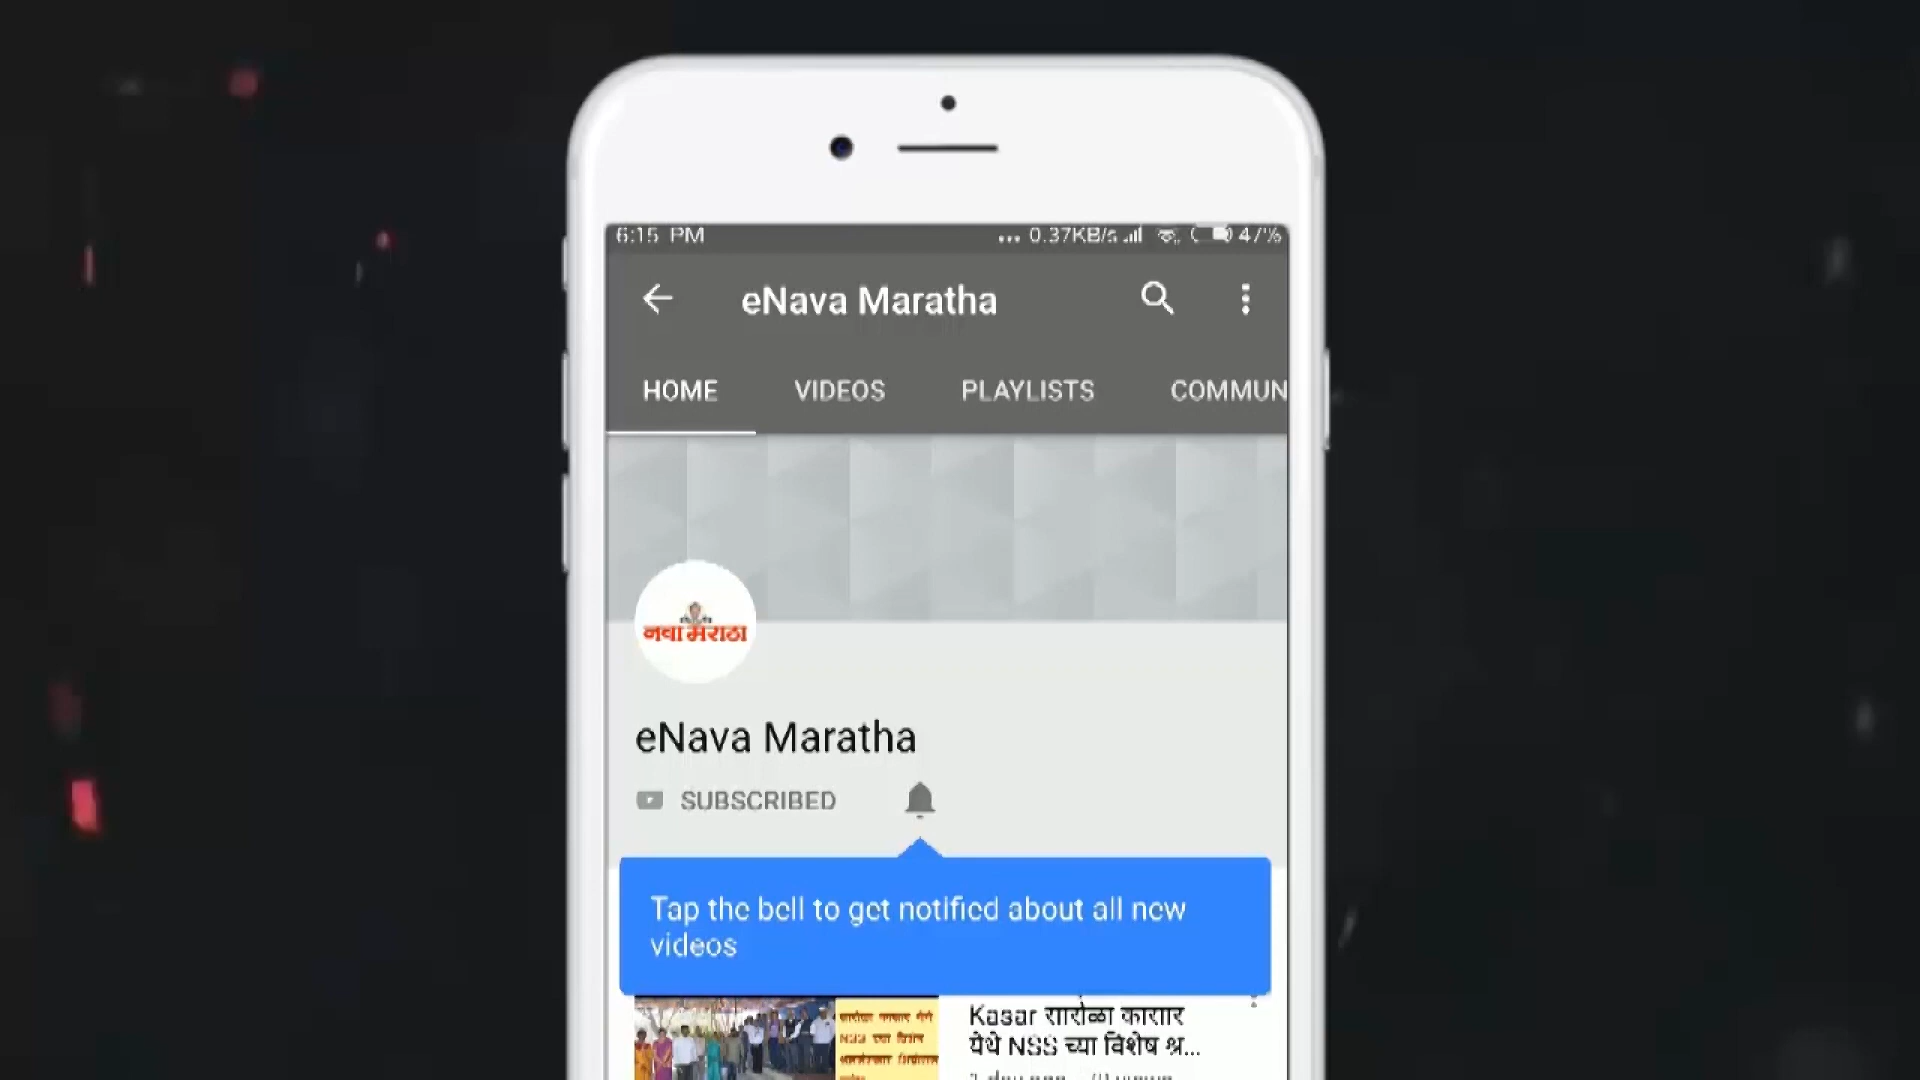 6:15 PM ... 0.37KB/s 47%
eNava Maratha
HOME VIDEOS PLAYLISTS COMMUN
नवा मराठा
eNava Maratha
SUBSCRIBED
Tap the bell to get notified about all new
videos
Kasar सारोळा कासार
येथे NSS च्या विशेष श्र...